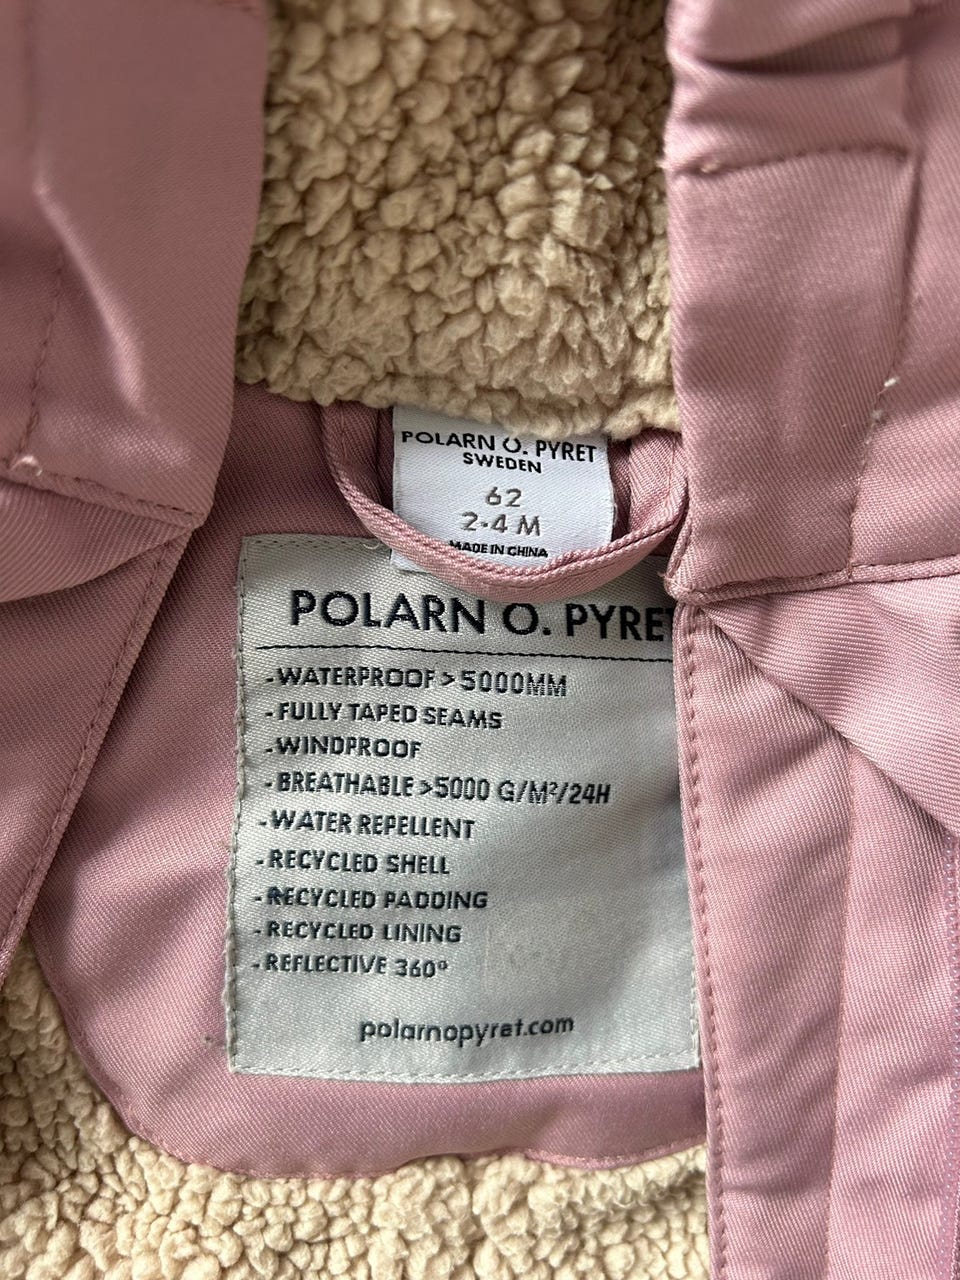 POLARN O. PYRET
SWEDEN
62
2-4 M
MADE IN CHINA
POLARN O. PYRET
-WATERPROOF >5000MM
-FULLY TAPED SEAMS
-WINDPROOF
-BREATHABLE >5000 G/M²/24H
-WATER REPELLENT
-RECYCLED SHELL
-RECYCLED PADDING
-RECYCLED LINING
-REFLECTIVE 360°
polarnopyret.com